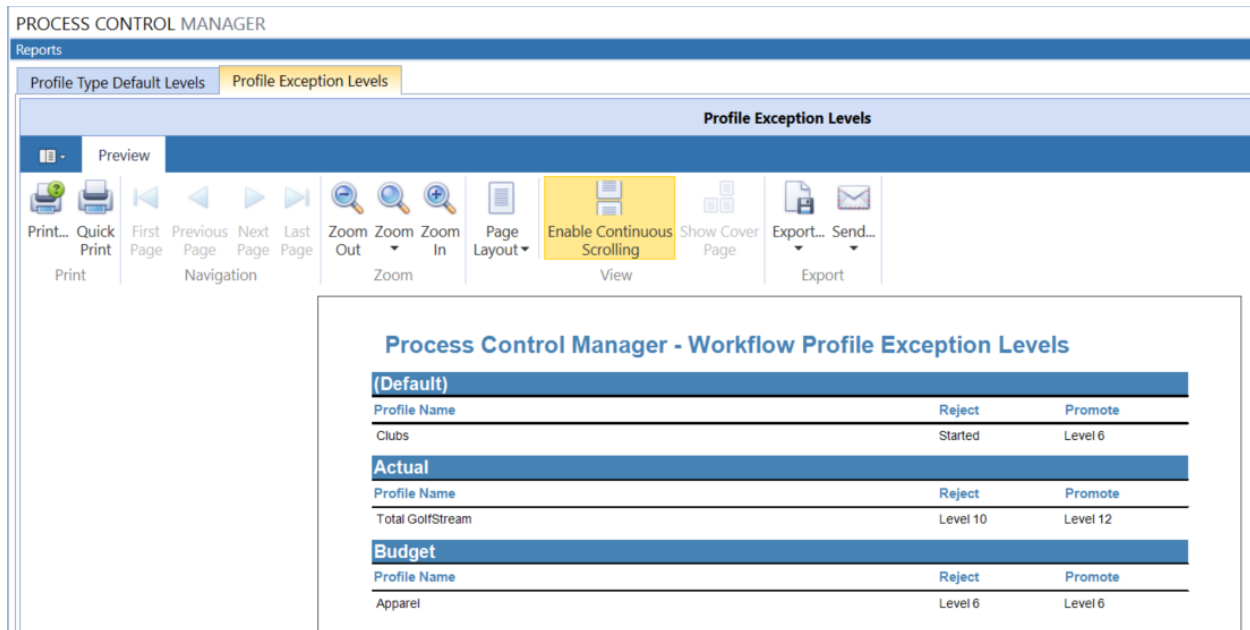 PROCESS CONTROL MANAGER
Reports
Profile Type Default Levels Profile Exception Levels
Profile Exception Levels
Preview
Print... Quick Print First Page Previous Page Next Page Last Page Zoom Out Zoom Zoom In Page Layout Enable Continuous Scrolling Show Cover Page Export... Send...
Print Navigation Zoom View Export
Process Control Manager - Workflow Profile Exception Levels
(Default)
Profile Name Reject Promote
Clubs Started Level 6
Actual
Profile Name Reject Promote
Total GolfStream Level 10 Level 12
Budget
Profile Name Reject Promote
Apparel Level 6 Level 6